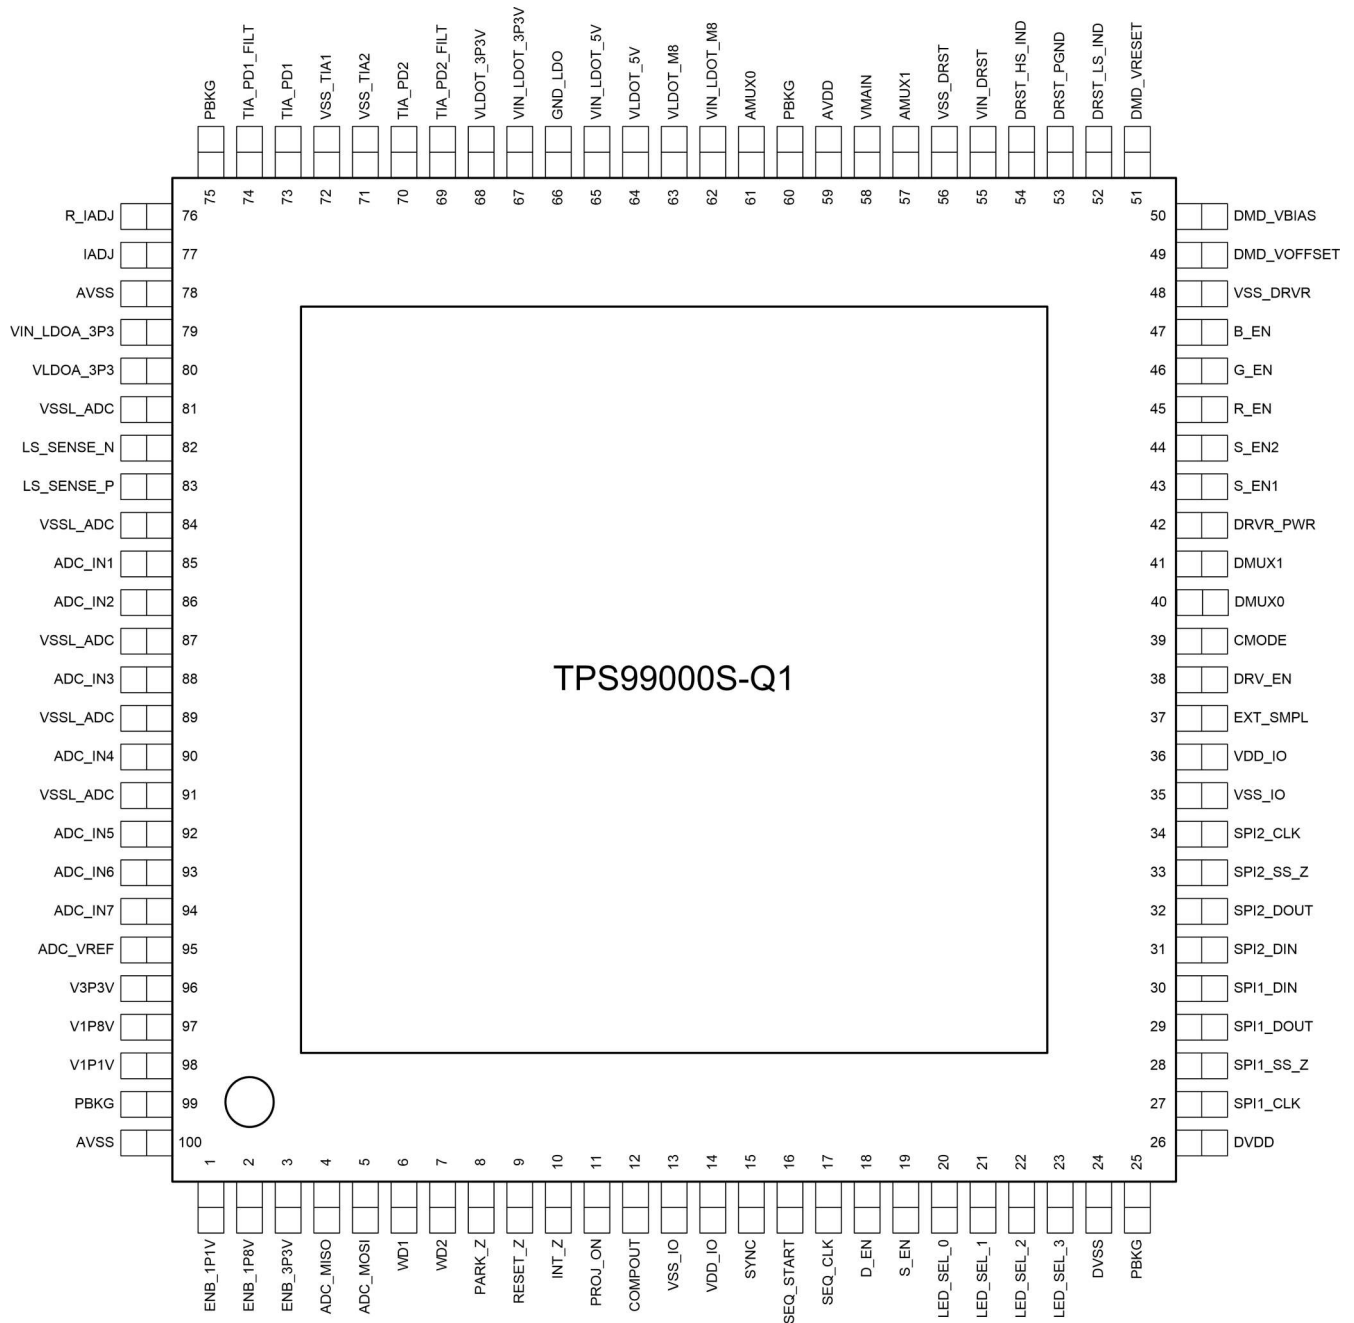 PBKG
TIA_PD1_FILT
TIA_PD1
VSS_TIA1
VSS_TIA2
TIA_PD2
TIA_PD2_FILT
VLDOT_3P3V
VIN_LDOT_3P3V
GND_LDO
VIN_LDOT_5V
VLDOT_5V
VLDOT_M8
VIN_LDOT_M8
AMUX0
PBKG
AVDD
VMAIN
AMUX1
VSS_DRST
VIN_DRST
DRST_HS_IND
DRST_PGND
DRST_LS_IND
DMD_VRESET
75 74 73 72 71 70 69 68 67 66 65 64 63 62 61 60 59 58 57 56 55 54 53 52 51
R_IADJ 76
IADJ 77
AVSS 78
VIN_LDOA_3P3 79
VLDOA_3P3 80
VSSL_ADC 81
LS_SENSE_N 82
LS_SENSE_P 83
VSSL_ADC 84
ADC_IN1 85
ADC_IN2 86
VSSL_ADC 87
ADC_IN3 88
VSSL_ADC 89
ADC_IN4 90
VSSL_ADC 91
ADC_IN5 92
ADC_IN6 93
ADC_IN7 94
ADC_VREF 95
V3P3V 96
V1P8V 97
V1P1V 98
PBKG 99
AVSS 100
TPS99000S-Q1
50 DMD_VBIAS
49 DMD_VOFFSET
48 VSS_DRVR
47 B_EN
46 G_EN
45 R_EN
44 S_EN2
43 S_EN1
42 DRVR_PWR
41 DMUX1
40 DMUX0
39 CMODE
38 DRV_EN
37 EXT_SMPL
36 VDD_IO
35 VSS_IO
34 SPI2_CLK
33 SPI2_SS_Z
32 SPI2_DOUT
31 SPI2_DIN
30 SPI1_DIN
29 SPI1_DOUT
28 SPI1_SS_Z
27 SPI1_CLK
26 DVDD
1 2 3 4 5 6 7 8 9 10 11 12 13 14 15 16 17 18 19 20 21 22 23 24 25
ENB_1P1V
ENB_1P8V
ENB_3P3V
ADC_MISO
ADC_MOSI
WD1
WD2
PARK_Z
RESET_Z
INT_Z
PROJ_ON
COMPOUT
VSS_IO
VDD_IO
SYNC
SEQ_START
SEQ_CLK
D_EN
S_EN
LED_SEL_0
LED_SEL_1
LED_SEL_2
LED_SEL_3
DVSS
PBKG